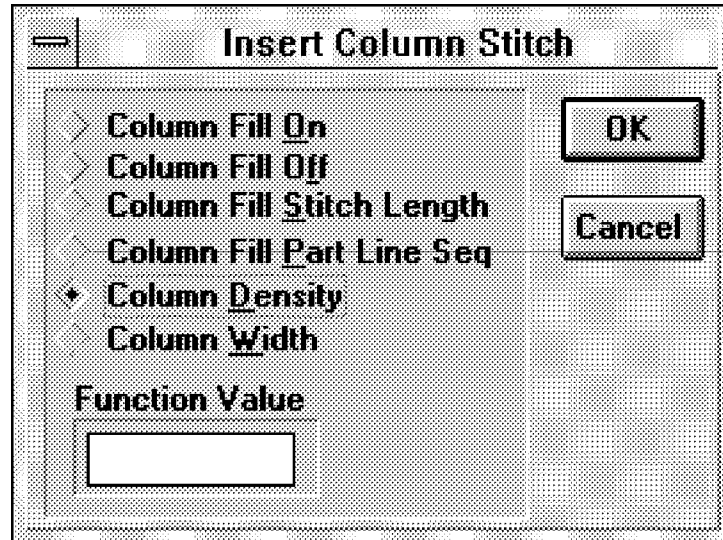 Insert Column Stitch
Column Fill On
Column Fill Off
Column Fill Stitch Length
Column Fill Part Line Seq
Column Density
Column Width
Function Value
OK
Cancel